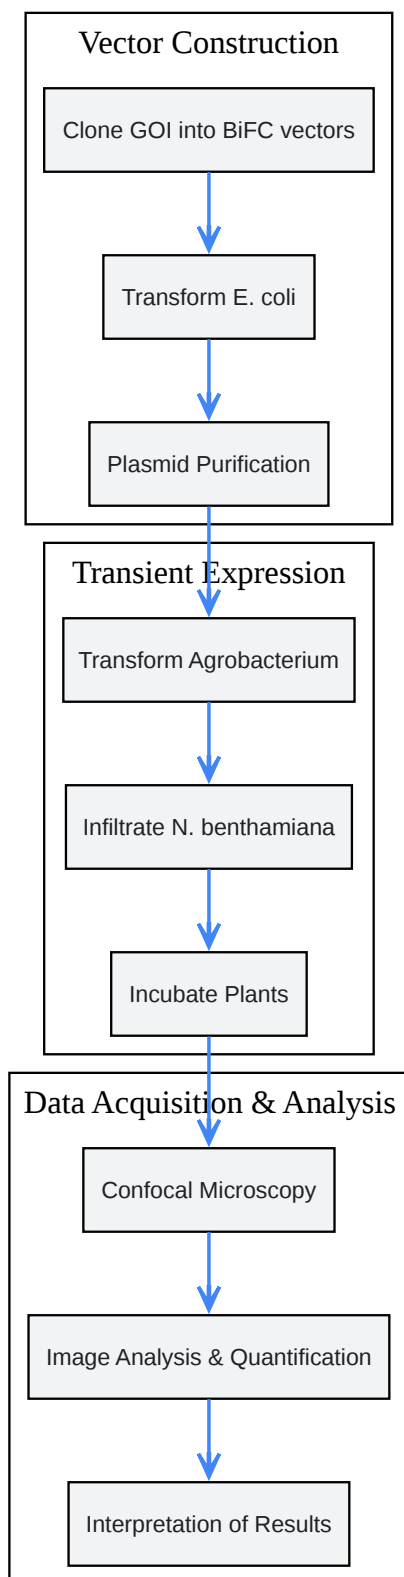 Vector Construction
Clone GOI into BiFC vectors
Transform E. coli
Plasmid Purification
Transient Expression
Transform Agrobacterium
Infiltrate N. benthamiana
Incubate Plants
Data Acquisition & Analysis
Confocal Microscopy
Image Analysis & Quantification
Interpretation of Results